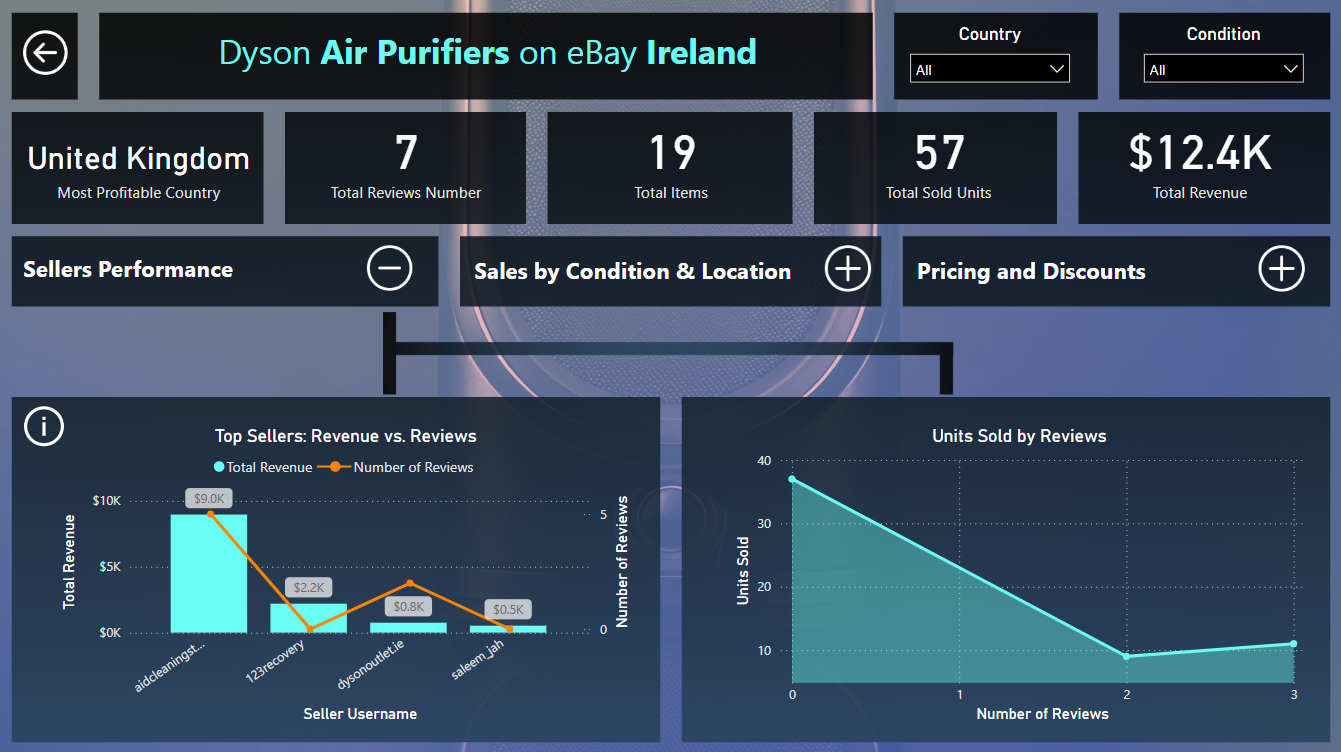 Dyson Air Purifiers on eBay Ireland
Country
All
Condition
All
United Kingdom
Most Profitable Country
7
Total Reviews Number
19
Total Items
57
Total Sold Units
$12.4K
Total Revenue
Sellers Performance
Sales by Condition & Location
Pricing and Discounts
i
Top Sellers: Revenue vs. Reviews
Total Revenue
Number of Reviews
Total Revenue
$10K
$5K
$0K
$9.0K
$2.2K
$0.8K
$0.5K
5
0
Number of Reviews
aidcleaningst...
123recovery
dysonoutlet.ie
saleem_jah
Seller Username
Units Sold by Reviews
Units Sold
40
30
20
10
0
1
2
3
Number of Reviews